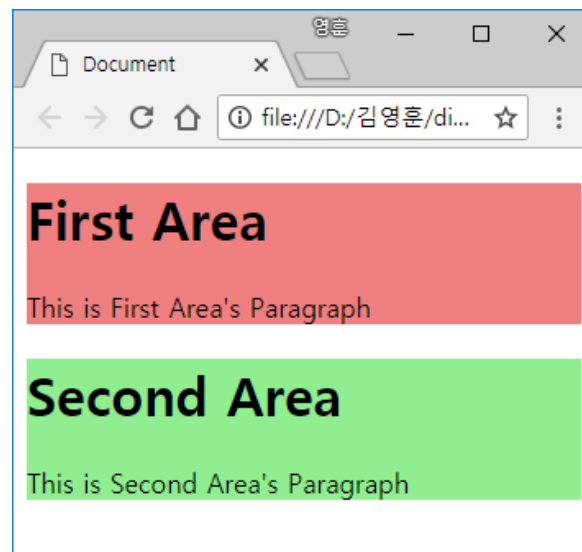 영훈
Document
file:///D:/김영훈/di...
First Area
This is First Area's Paragraph
Second Area
This is Second Area's Paragraph